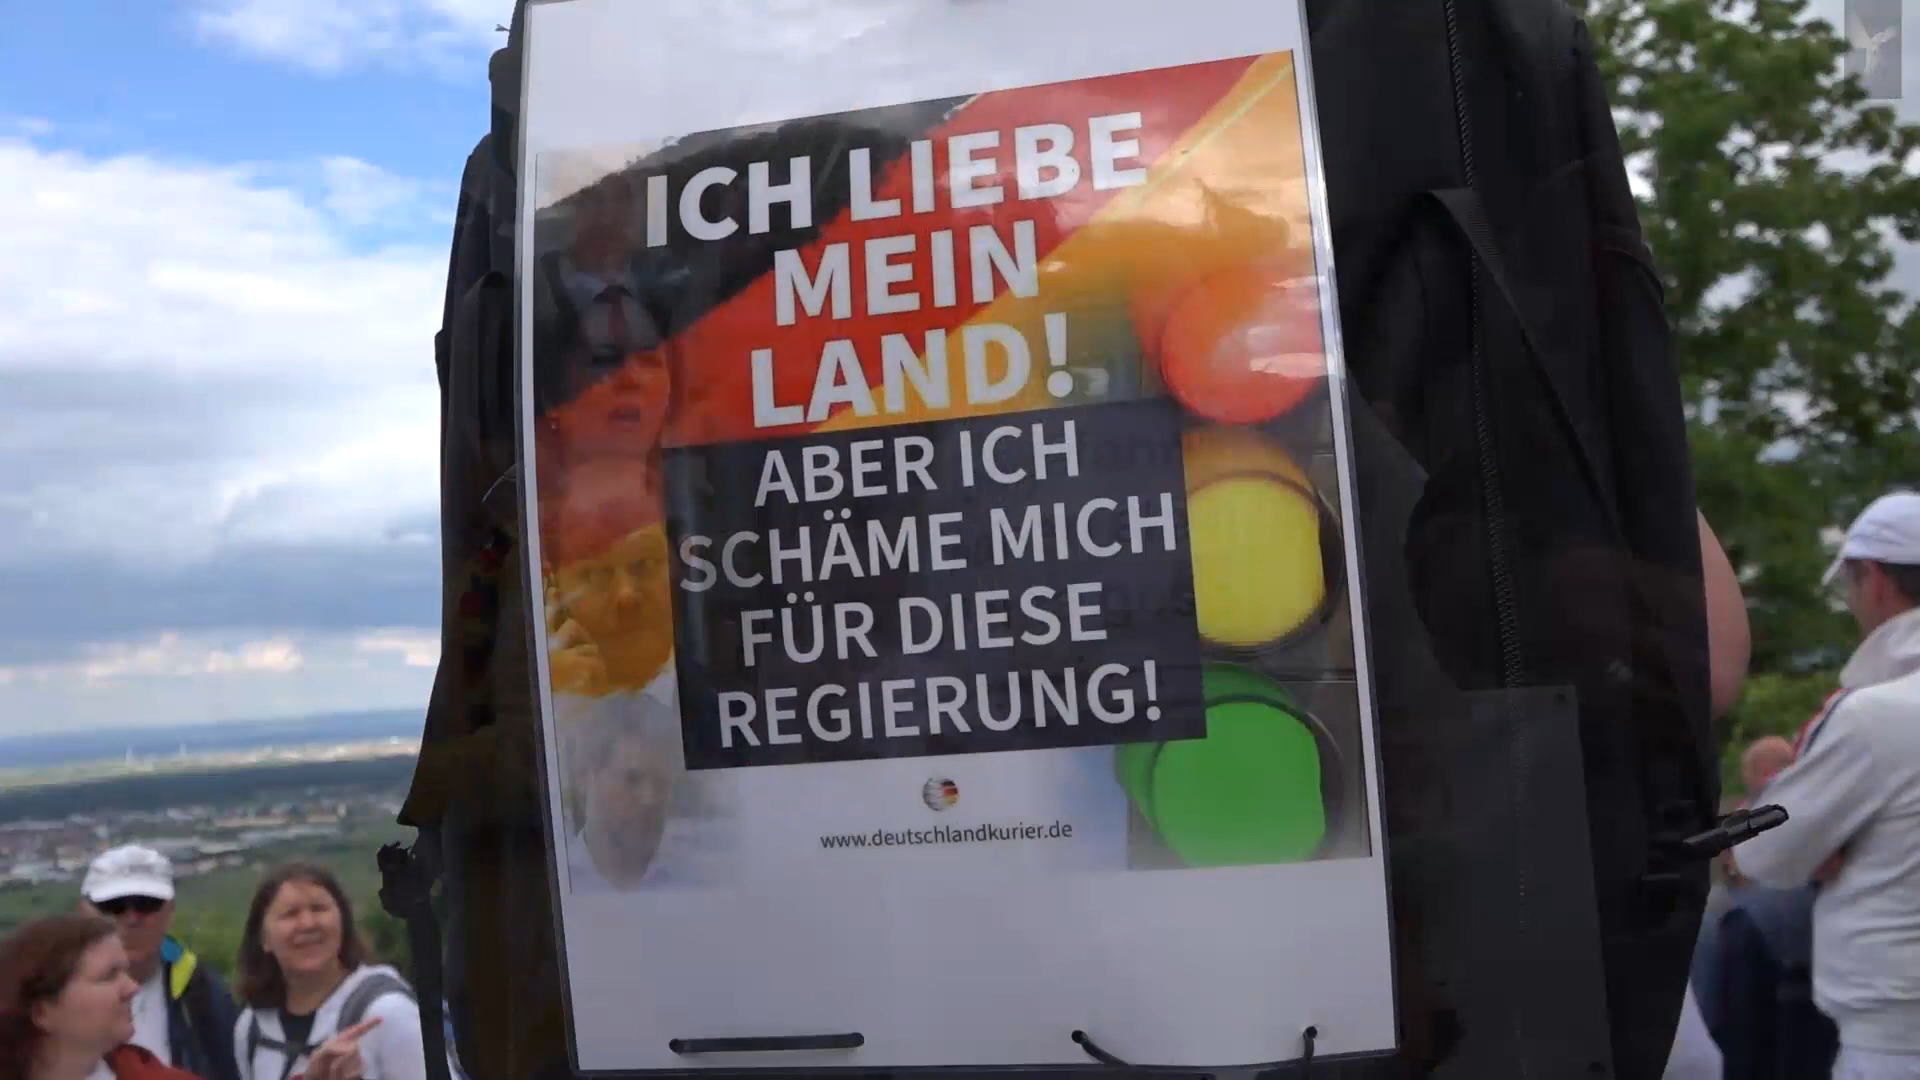 ICH LIEBE
MEIN
LAND!
ABER ICH
SCHÄME MICH
FÜR DIESE
REGIERUNG!
www.deutschlandkurier.de